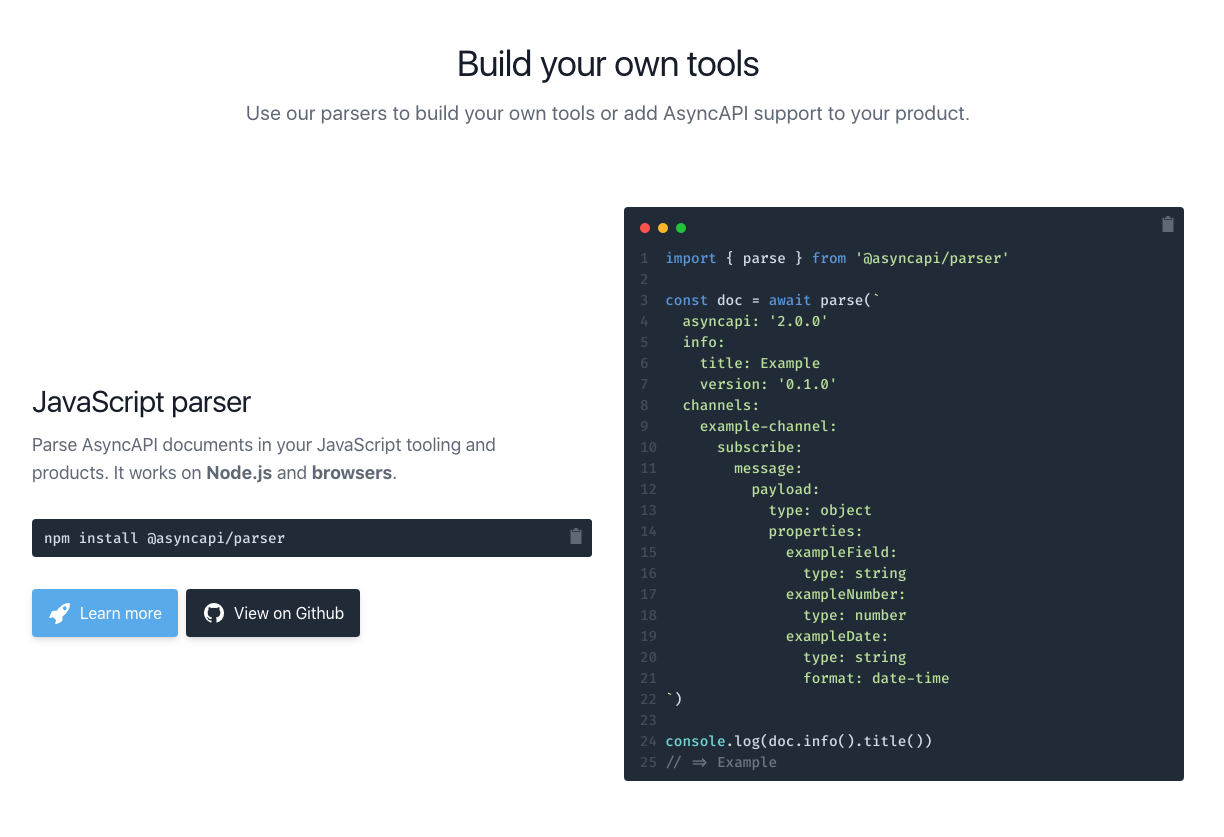 Build your own tools
Use our parsers to build your own tools or add AsyncAPI support to your product.
JavaScript parser
Parse AsyncAPI documents in your JavaScript tooling and
products. It works on Node.js and browsers.
npm install @asyncapi/parser
Learn more
View on Github
1 import { parse } from '@asyncapi/parser'
2
3 const doc = await parse(`
4   asyncapi: '2.0.0'
5   info:
6     title: Example
7     version: '0.1.0'
8   channels:
9     example-channel:
10       subscribe:
11         message:
12           payload:
13             type: object
14             properties:
15               exampleField:
16                 type: string
17               exampleNumber:
18                 type: number
19               exampleDate:
20                 type: string
21                 format: date-time
22 `)
23
24 console.log(doc.info().title())
25 // => Example